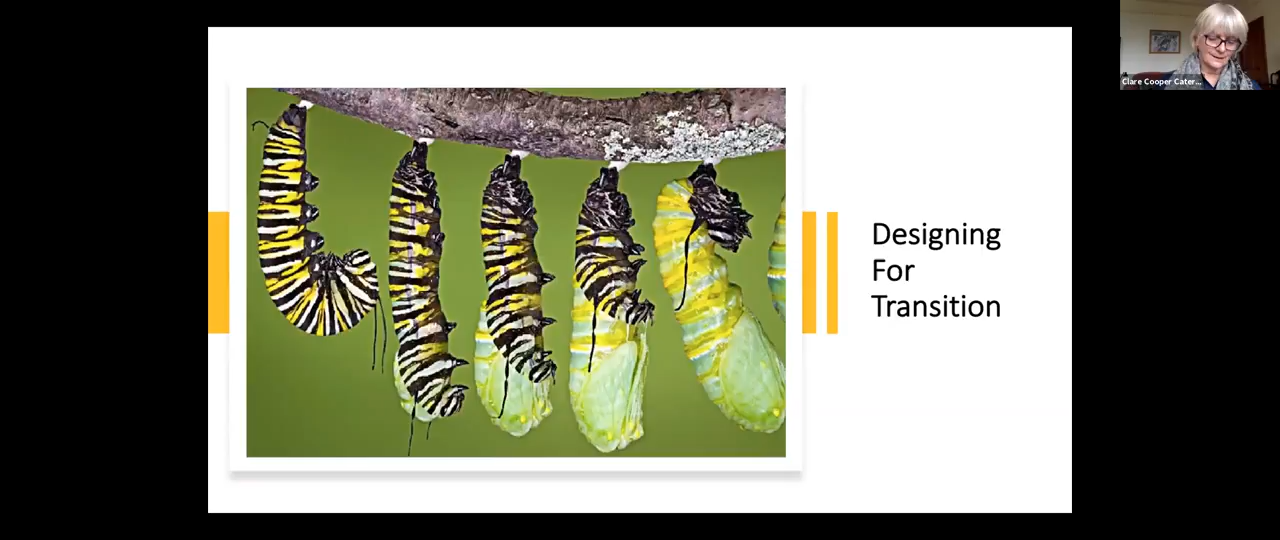 Clare Cooper Cater...
Designing
For
Transition